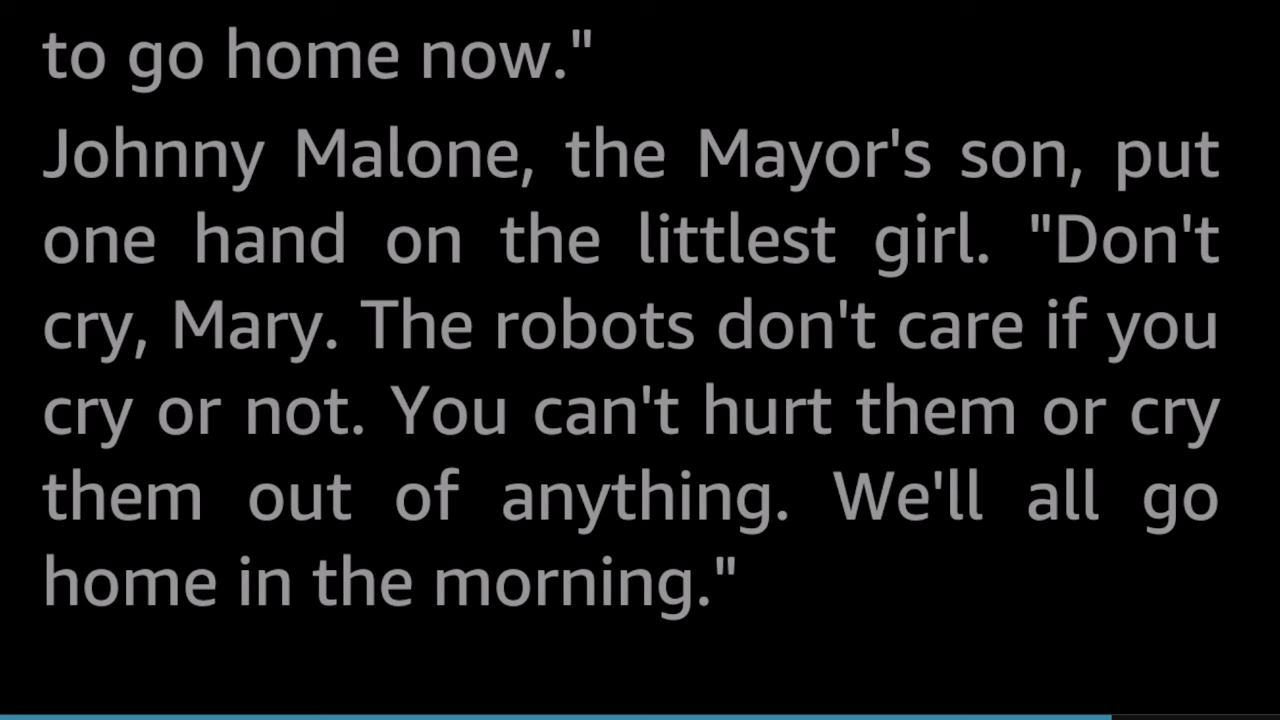 to go home now."
Johnny Malone, the Mayor's son, put
one hand on the littlest girl. "Don't
cry, Mary. The robots don't care if you
cry or not. You can't hurt them or cry
them out of anything. We'll all go
home in the morning."